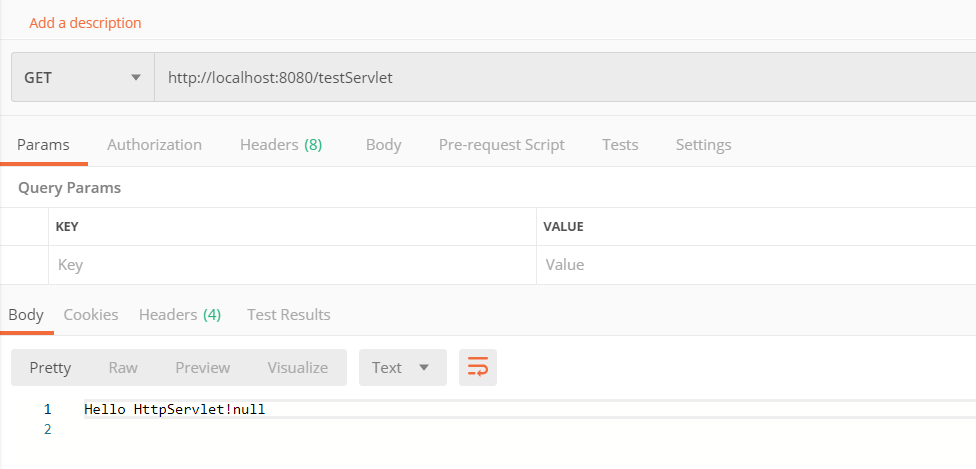 Add a description
GET http://localhost:8080/testServlet
Params Authorization Headers (8) Body Pre-request Script Tests Settings
Query Params
KEY VALUE
Key Value
Body Cookies Headers (4) Test Results
Pretty Raw Preview Visualize Text
1 Hello HttpServlet!null
2